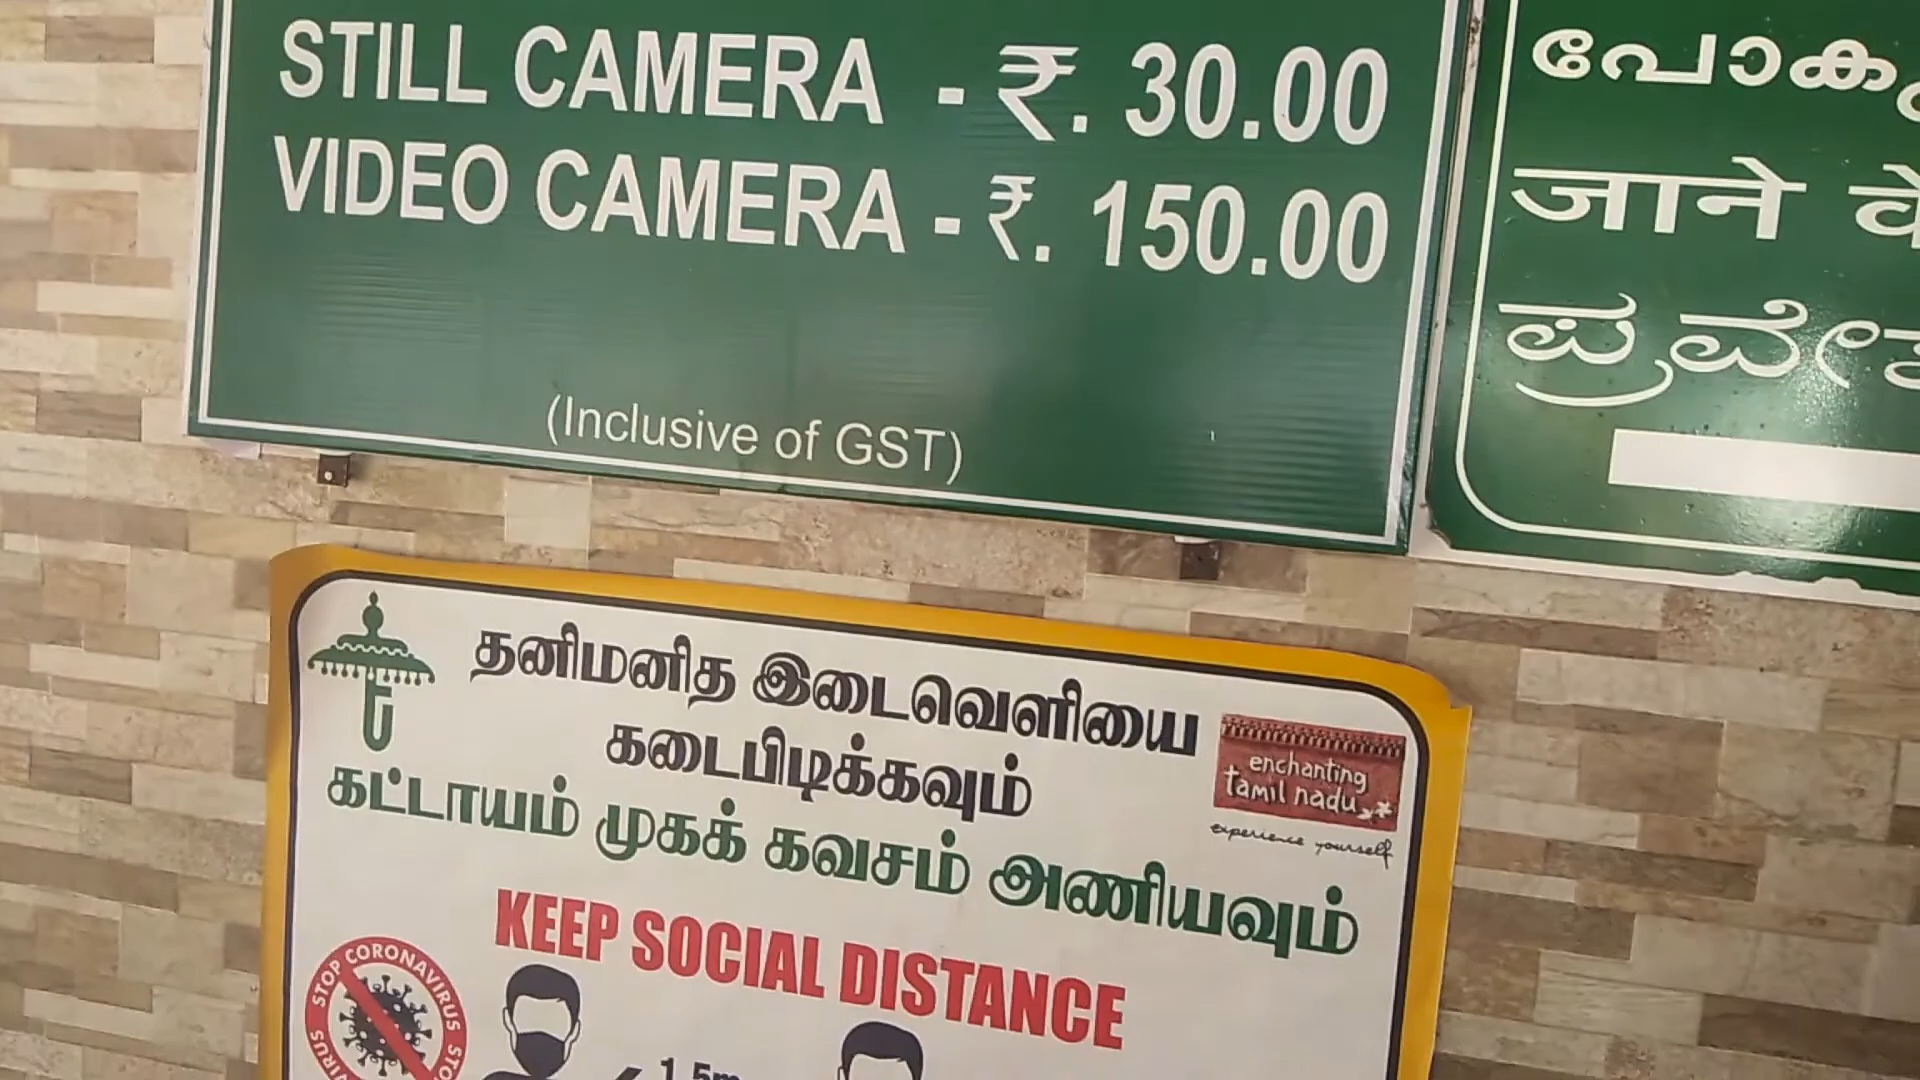 STILL CAMERA - ₹. 30.00
VIDEO CAMERA - ₹. 150.00
(Inclusive of GST)
जाने
தனிமனித இடைவெளியை
கடைபிடிக்கவும்
கட்டாயம் முகக் கவசம் அணியவும்
enchanting
tamil nadu
experience yourself
KEEP SOCIAL DISTANCE
STOP CORONAVIRUS